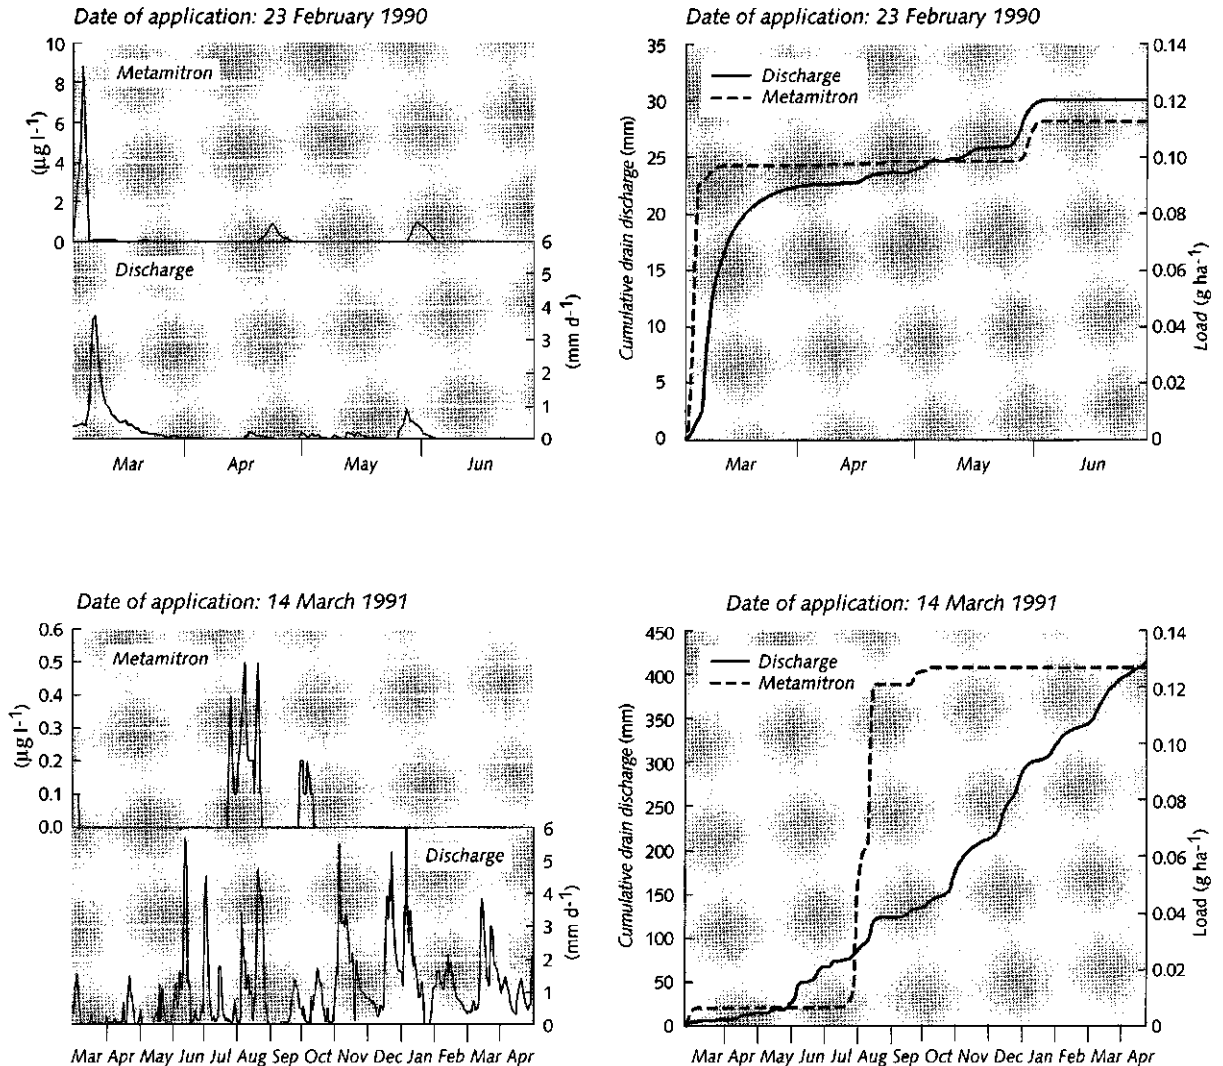 Date of application: 23 February 1990
10
8
6
4
2
0
(µg l⁻¹)
Metamitron
Discharge
6
5
4
3
2
1
0
(mm d⁻¹)
Mar Apr May Jun
Date of application: 23 February 1990
35
30
25
20
15
10
5
0
Cumulative drain discharge (mm)
Discharge
Metamitron
0.14
0.12
0.10
0.08
0.06
0.04
0.02
0
Load (g ha⁻¹)
Mar Apr May Jun
Date of application: 14 March 1991
0.6
0.5
0.4
0.3
0.2
0.1
0.0
(µg l⁻¹)
Metamitron
Discharge
6
5
4
3
2
1
0
(mm d⁻¹)
Mar Apr May Jun Jul Aug Sep Oct Nov Dec Jan Feb Mar Apr
Date of application: 14 March 1991
450
400
350
300
250
200
150
100
50
0
Cumulative drain discharge (mm)
Discharge
Metamitron
0.14
0.12
0.10
0.08
0.06
0.04
0.02
0
Load (g ha⁻¹)
Mar Apr May Jun Jul Aug Sep Oct Nov Dec Jan Feb Mar Apr